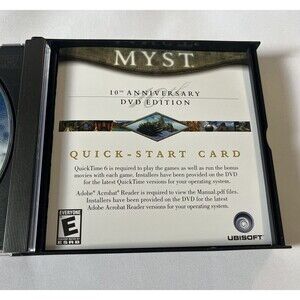 MYST
10TH ANNIVERSARY
DVD EDITION
QUICK-START CARD
QuickTime 6 is required to play the games as well as run the bonus
movies with each game. Installers have been provided on the DVD
for the latest QuickTime versions for your operating system.
Adobe® Acrobat® Reader is required to view the Manual.pdf files.
Installers have been provided on the DVD for the latest
Adobe Acrobat Reader versions for your operating system.
EVERYONE
E
ESRB
UBISOFT